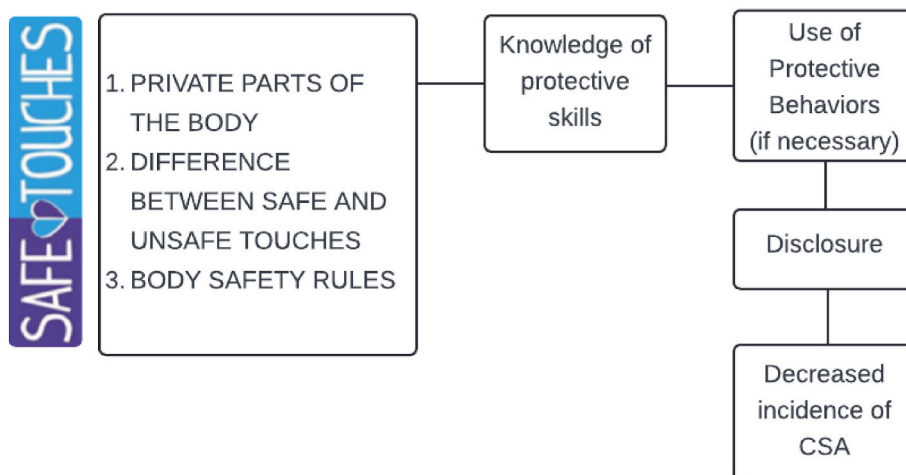 SAFE TOUCHES
1. PRIVATE PARTS OF
THE BODY
2. DIFFERENCE
BETWEEN SAFE AND
UNSAFE TOUCHES
3. BODY SAFETY RULES
Knowledge of
protective
skills
Use of
Protective
Behaviors
(if necessary)
Disclosure
Decreased
incidence of
CSA